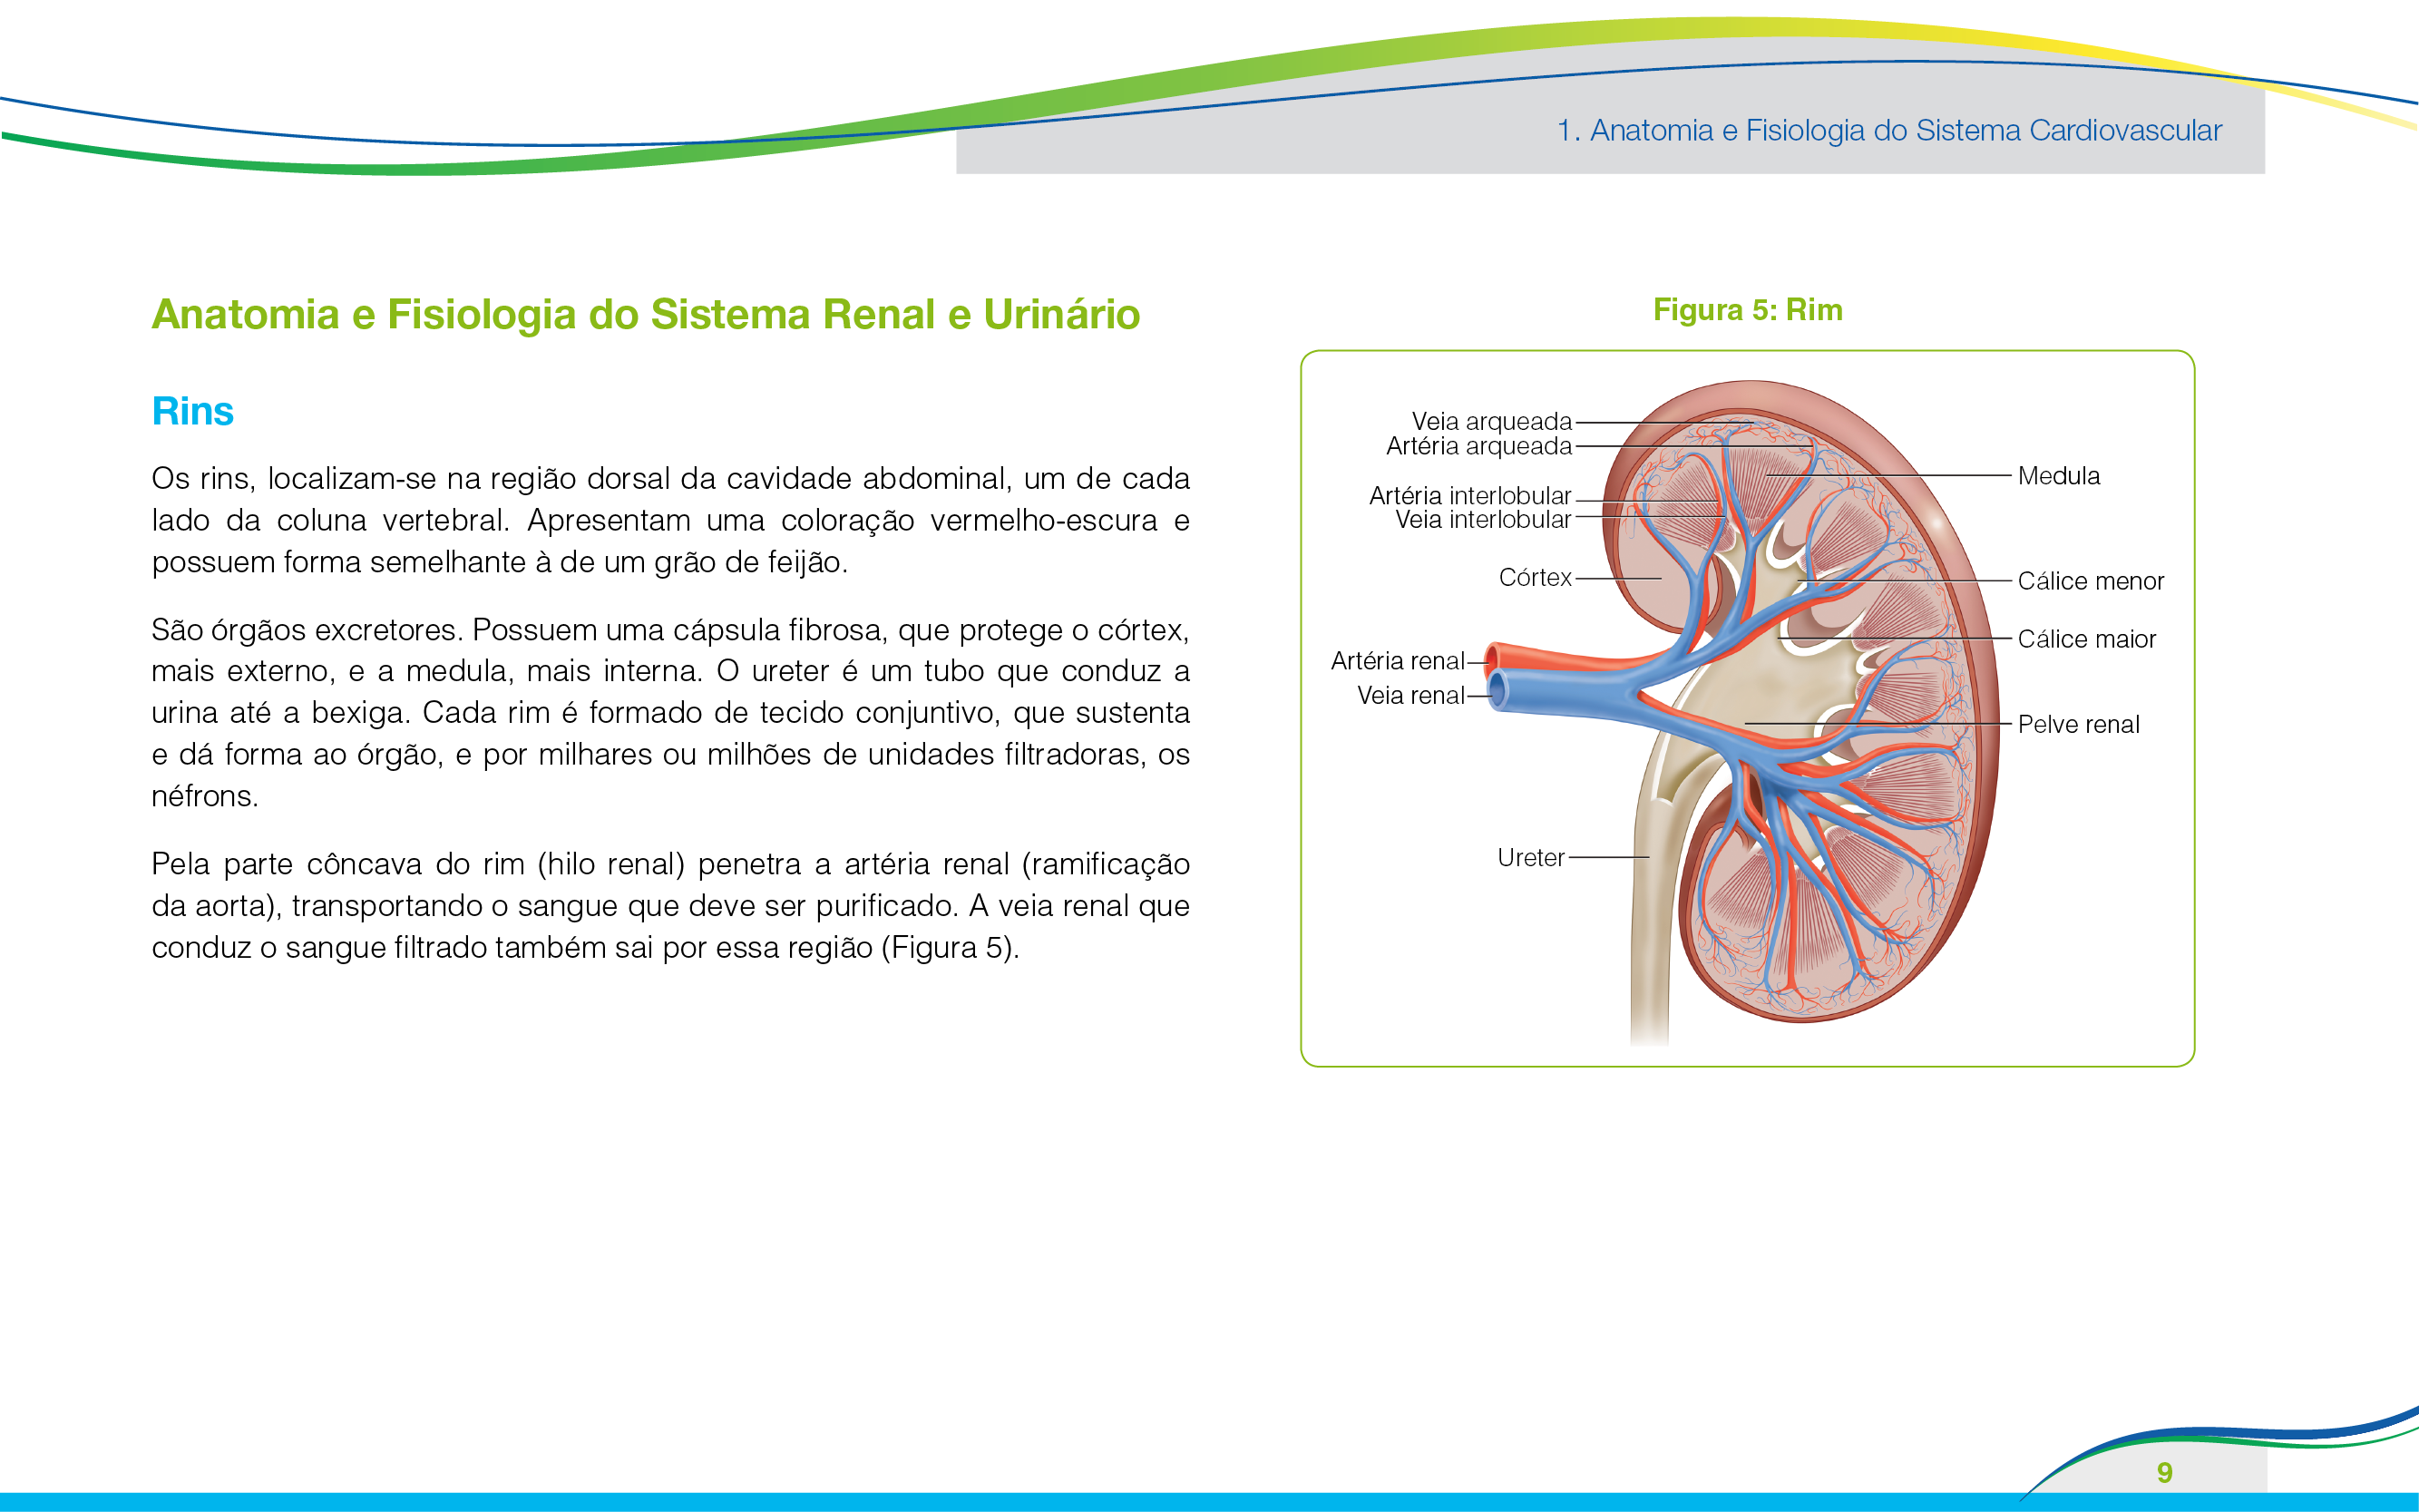 1. Anatomia e Fisiologia do Sistema Cardiovascular
Anatomia e Fisiologia do Sistema Renal e Urinário
Rins
Os rins, localizam-se na região dorsal da cavidade abdominal, um de cada
lado da coluna vertebral. Apresentam uma coloração vermelho-escura e
possuem forma semelhante à de um grão de feijão.
São órgãos excretores. Possuem uma cápsula fibrosa, que protege o córtex,
mais externo, e a medula, mais interna. O ureter é um tubo que conduz a
urina até a bexiga. Cada rim é formado de tecido conjuntivo, que sustenta
e dá forma ao órgão, e por milhares ou milhões de unidades filtradoras, os
néfrons.
Pela parte côncava do rim (hilo renal) penetra a artéria renal (ramificação
da aorta), transportando o sangue que deve ser purificado. A veia renal que
conduz o sangue filtrado também sai por essa região (Figura 5).
Figura 5: Rim
Veia arqueada
Artéria arqueada
Artéria interlobular
Veia interlobular
Córtex
Artéria renal
Veia renal
Ureter
Medula
Cálice menor
Cálice maior
Pelve renal
9